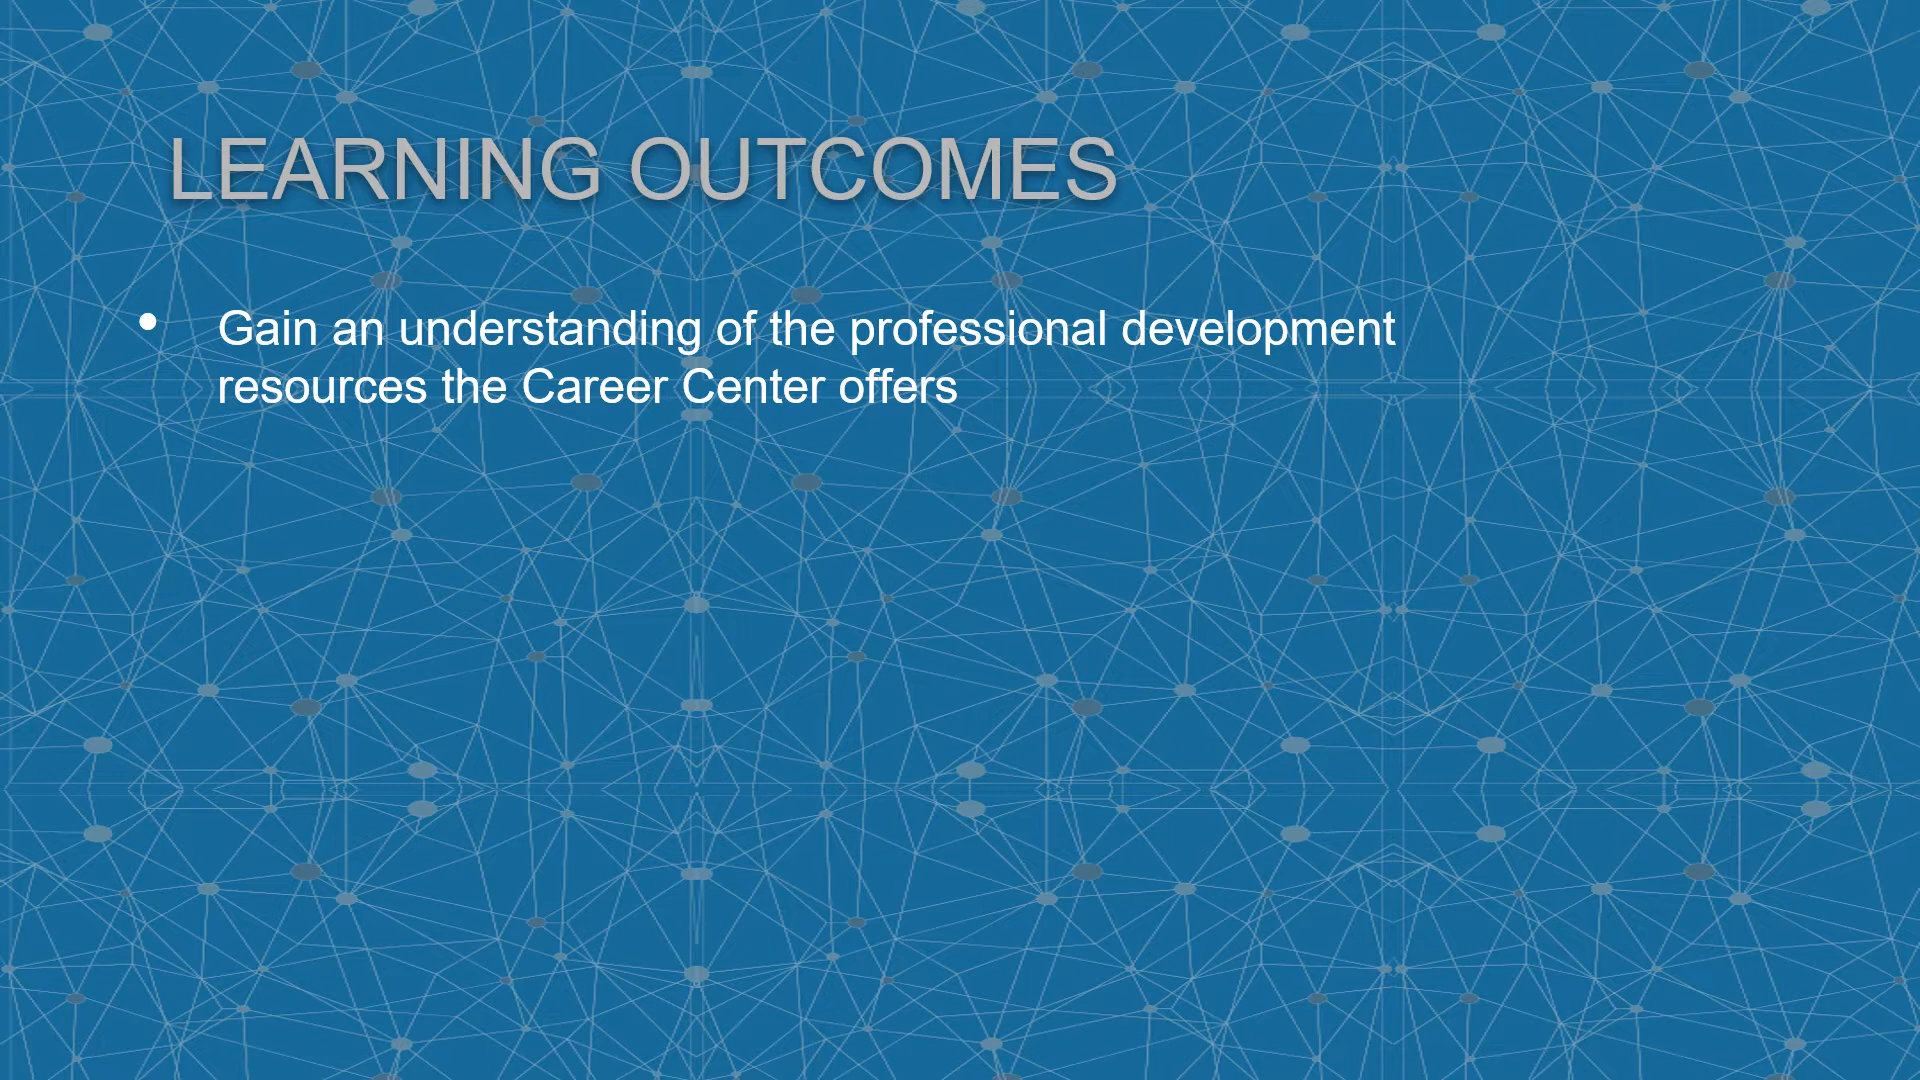 LEARNING OUTCOMES
• Gain an understanding of the professional development
resources the Career Center offers